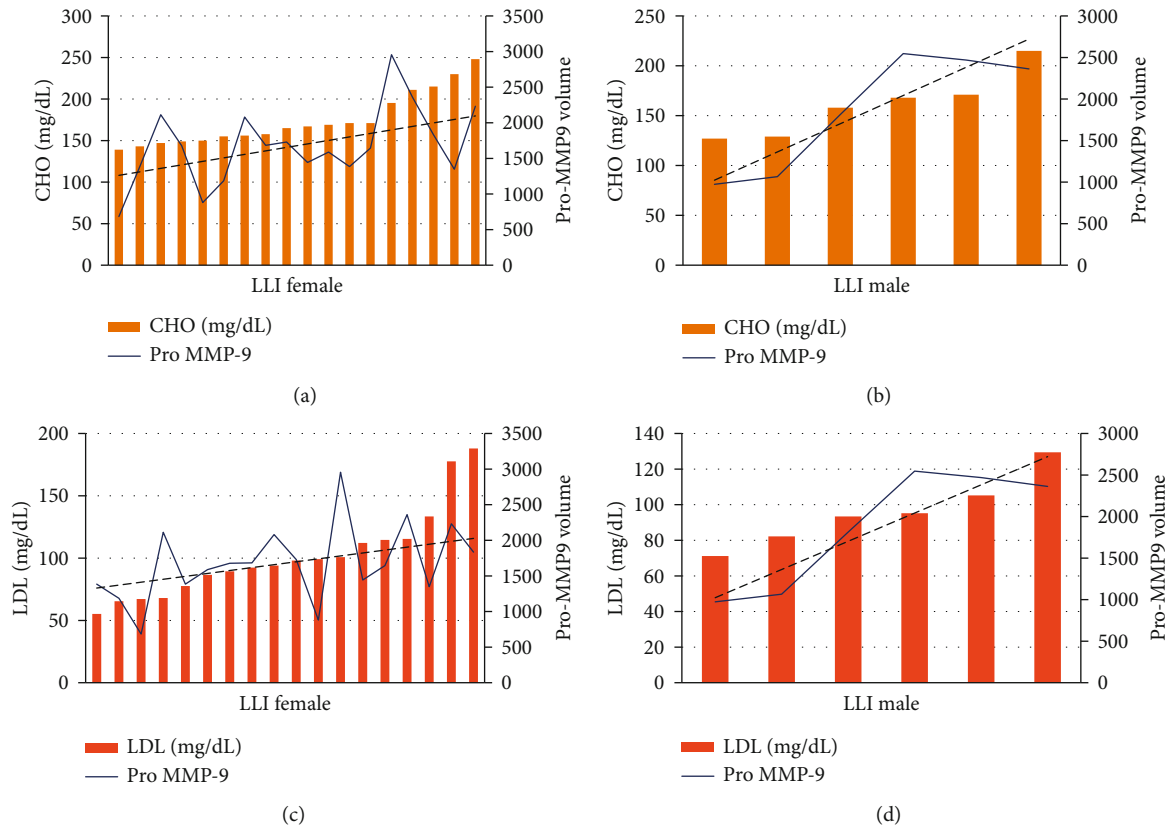 300
250
200
150
100
50
0
CHO (mg/dL)
3500
3000
2500
2000
1500
1000
500
0
Pro-MMP9 volume
LLI female
CHO (mg/dL)
Pro MMP-9
(a)
250
200
150
100
50
0
CHO (mg/dL)
3000
2500
2000
1500
1000
500
0
Pro-MMP9 volume
LLI male
CHO (mg/dL)
Pro MMP-9
(b)
200
150
100
50
0
LDL (mg/dL)
3500
3000
2500
2000
1500
1000
500
0
Pro-MMP9 volume
LLI female
LDL (mg/dL)
Pro MMP-9
(c)
140
120
100
80
60
40
20
0
LDL (mg/dL)
3000
2500
2000
1500
1000
500
0
Pro-MMP9 volume
LLI male
LDL (mg/dL)
Pro MMP-9
(d)